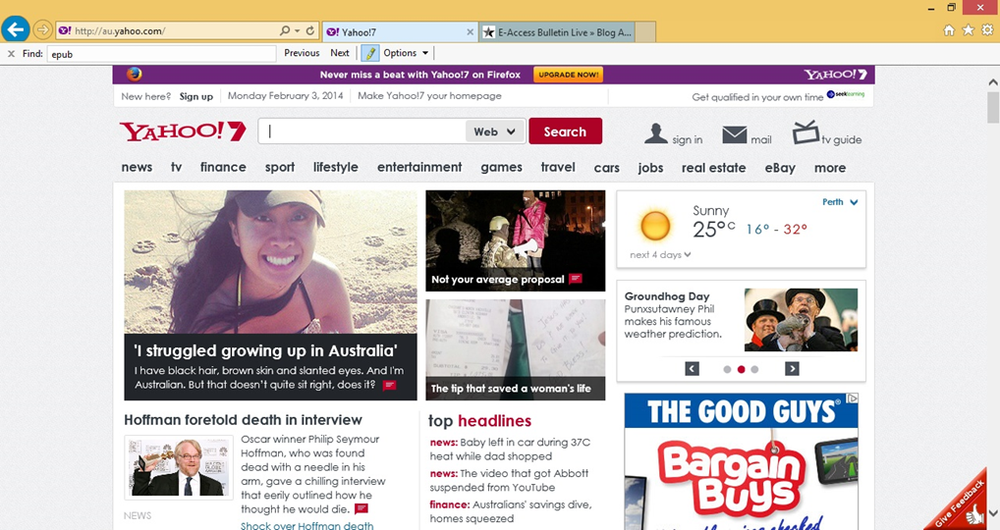 http://au.yahoo.com/
Yahoo!7
E-Access Bulletin Live » Blog A...
Find: epub
Previous Next Options
Never miss a beat with Yahoo!7 on Firefox
UPGRADE NOW!
YAHOO!7
New here? Sign up
Monday February 3, 2014
Make Yahoo!7 your homepage
Get qualified in your own time
seeklearning
YAHOO!7
Web
Search
sign in
mail
tv guide
news tv finance sport lifestyle entertainment games travel cars jobs real estate eBay more
'I struggled growing up in Australia'
I have black hair, brown skin and slanted eyes. And I'm
Australian. But that doesn't quite sit right, does it?
Not your average proposal
The tip that saved a woman's life
Perth
Sunny
25°C 16° - 32°
next 4 days
Groundhog Day
Punxsutawney Phil
makes his famous
weather prediction.
Hoffman foretold death in interview
Oscar winner Philip Seymour
Hoffman, who was found
dead with a needle in his
arm, gave a chilling interview
that eerily outlined how he
thought he would die.
NEWS
Shock over Hoffman death
top headlines
news: Baby left in car during 37C
heat while dad shopped
news: The video that got Abbott
suspended from YouTube
finance: Australians' savings dive,
homes squeezed
THE GOOD GUYS®
Bargain
Buys
Give Feedback